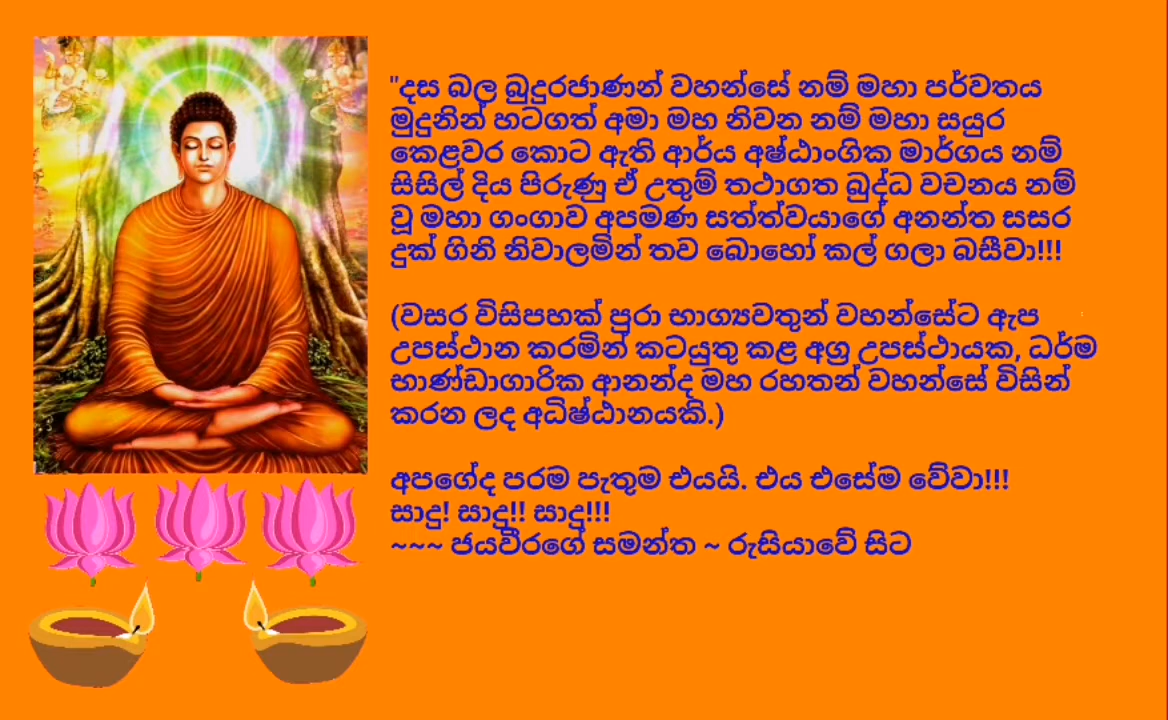 "දස බල බුදුරජාණන් වහන්සේ නම් මහා පර්වතය
මුදුනින් හටගත් අමා මහ නිවන නම් මහා සයුර
කෙළවර කොට ඇති ආර්ය අෂ්ඨාංගික මාර්ගය නම්
සිසිල් දිය පිරුණු ඒ උතුම් තථාගත බුද්ධ වචනය නම්
වූ මහා ගංගාව අපමණ සත්ත්වයාගේ අනන්ත සසර
දුක් ගිනි නිවාලමින් තව බොහෝ කල් ගලා බසීවා!!!
(වසර විසිපහක් පුරා භාග්‍යවතුන් වහන්සේට ඇප
උපස්ථාන කරමින් කටයුතු කළ අග්‍ර උපස්ථායක, ධර්ම
භාණ්ඩාගාරික ආනන්ද මහ රහතන් වහන්සේ විසින්
කරන ලද අධිෂ්ඨානයකි.)
අපගේද පරම පැතුම එයයි. එය එසේම වේවා!!!
සාදු! සාදු!! සාදු!!!
~~~ ජයවීරගේ සමන්ත ~ රුසියාවේ සිට